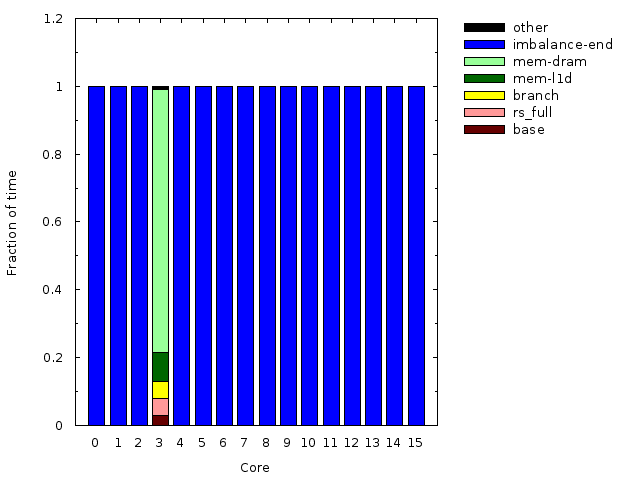 1.2
1
0.8
0.6
0.4
0.2
0
Fraction of time
0 1 2 3 4 5 6 7 8 9 10 11 12 13 14 15
Core
other
imbalance-end
mem-dram
mem-l1d
branch
rs_full
base